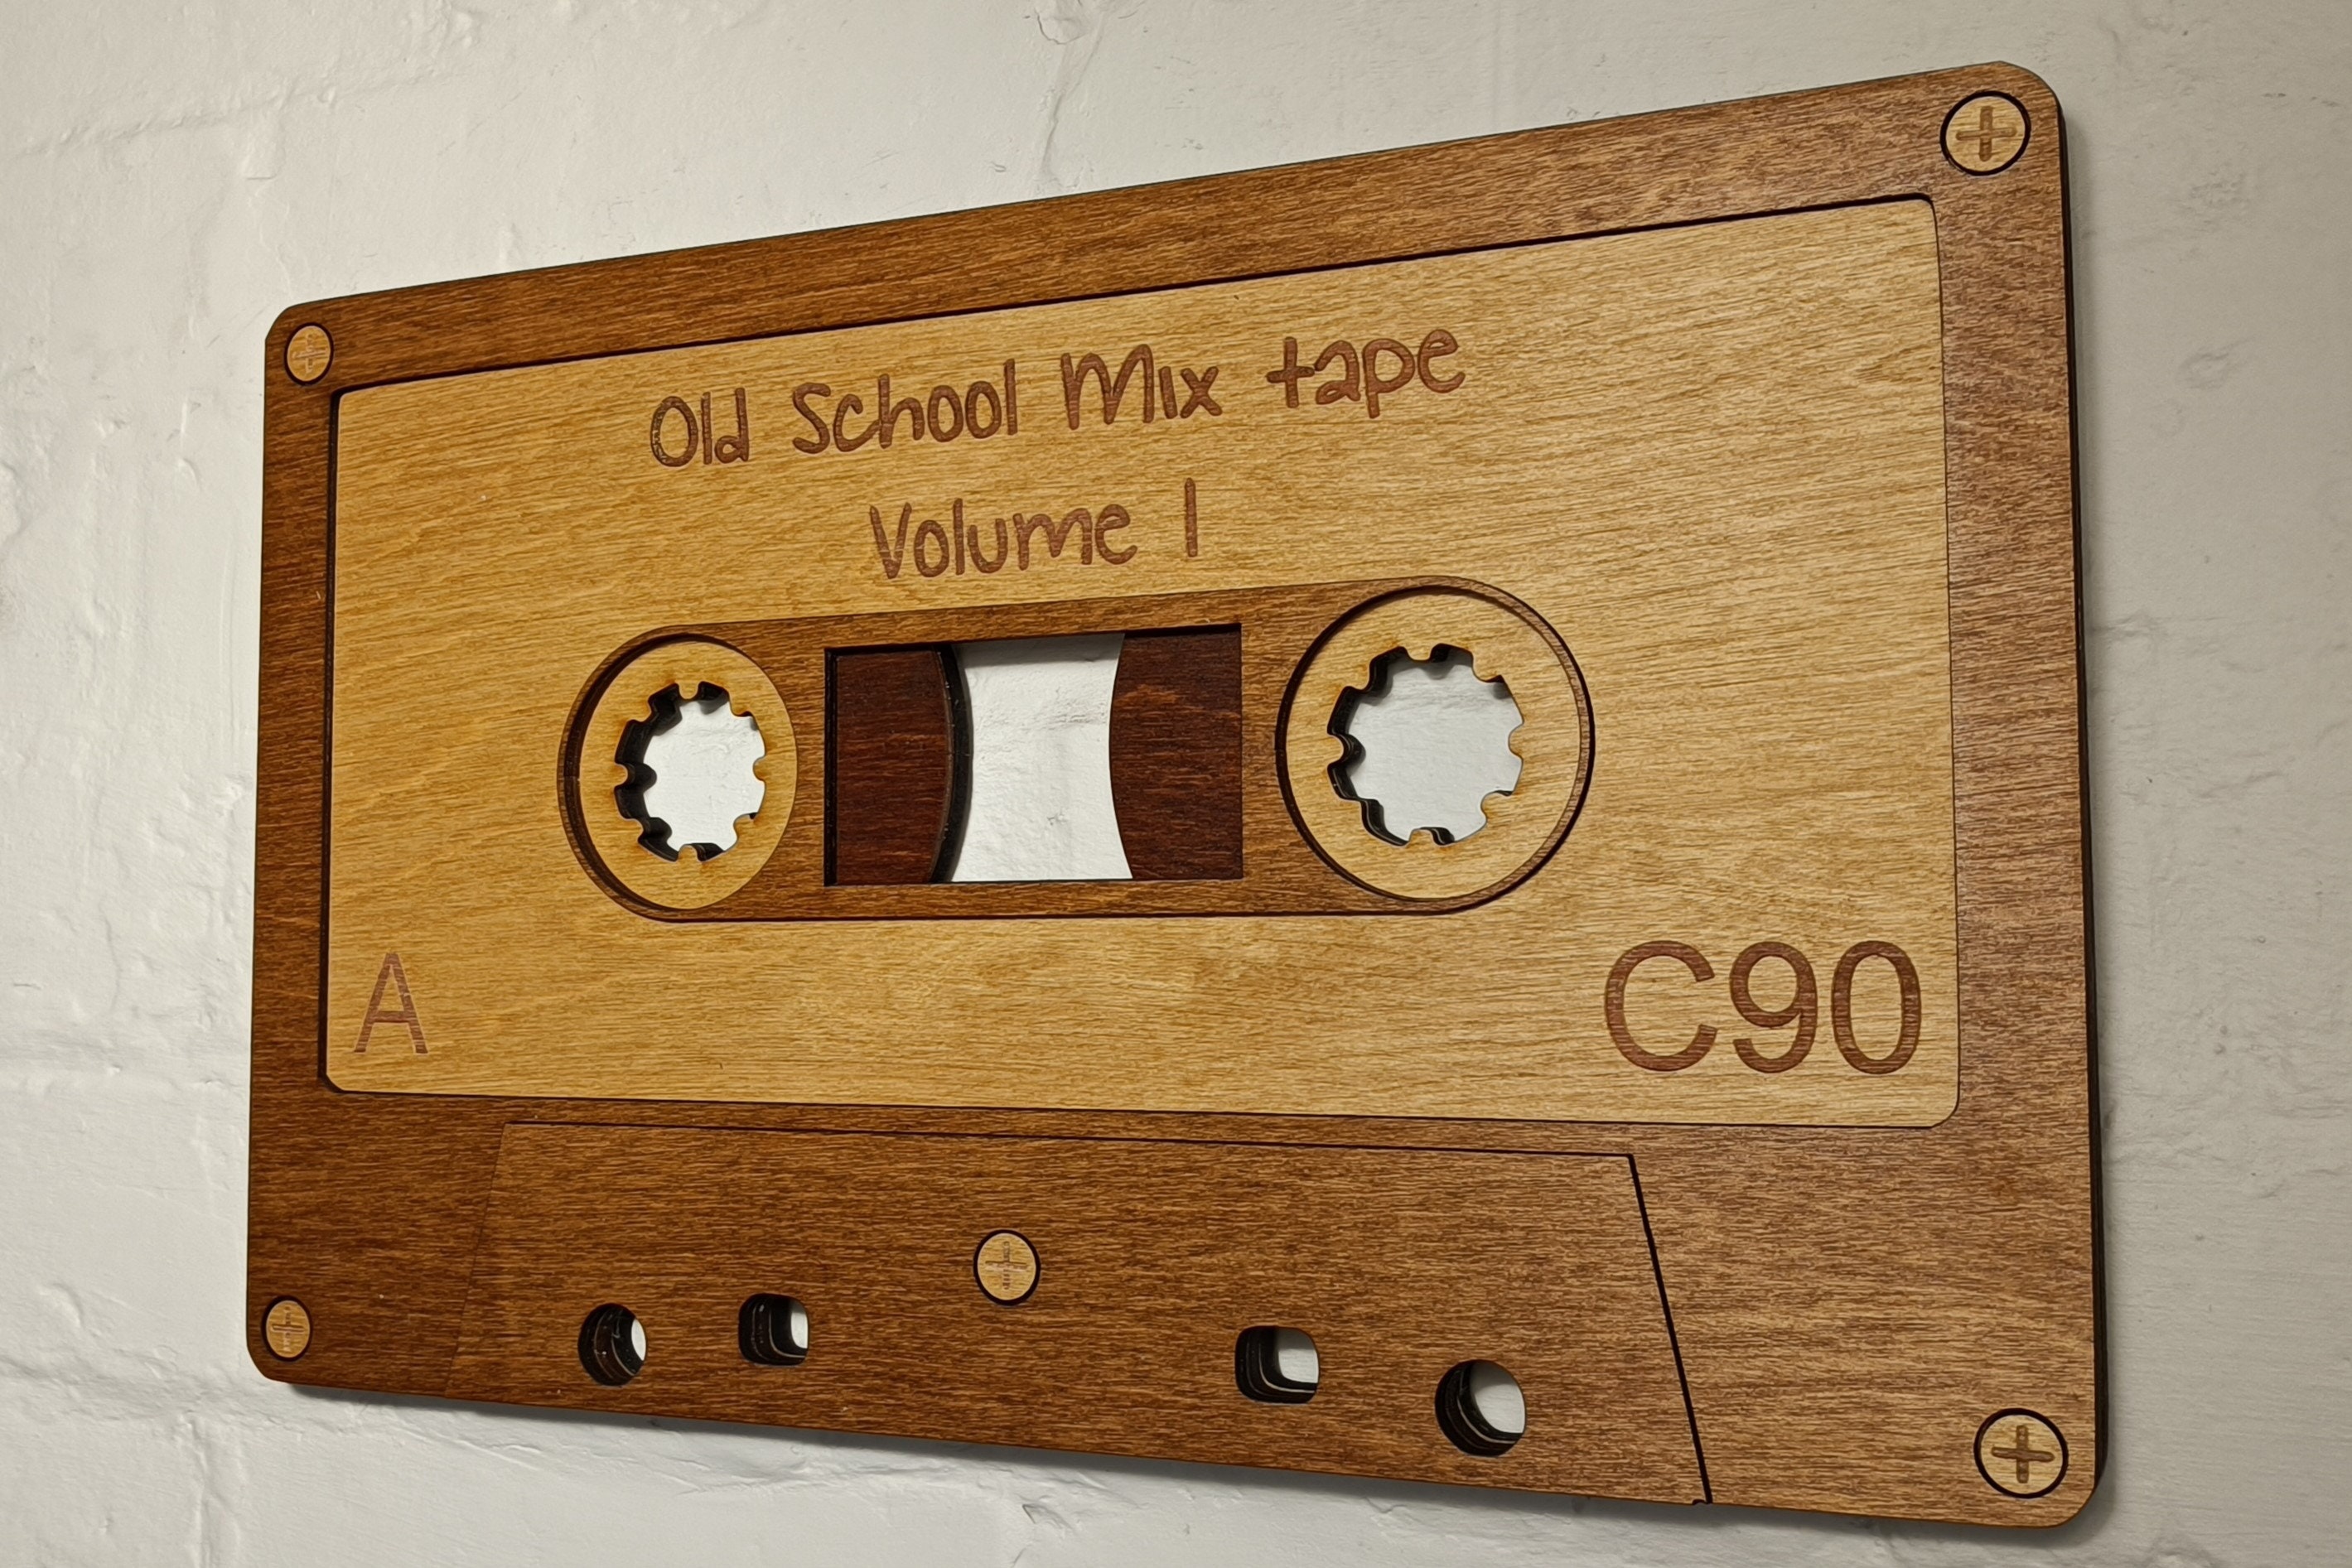 Old School Mix tape
Volume 1
A
C90